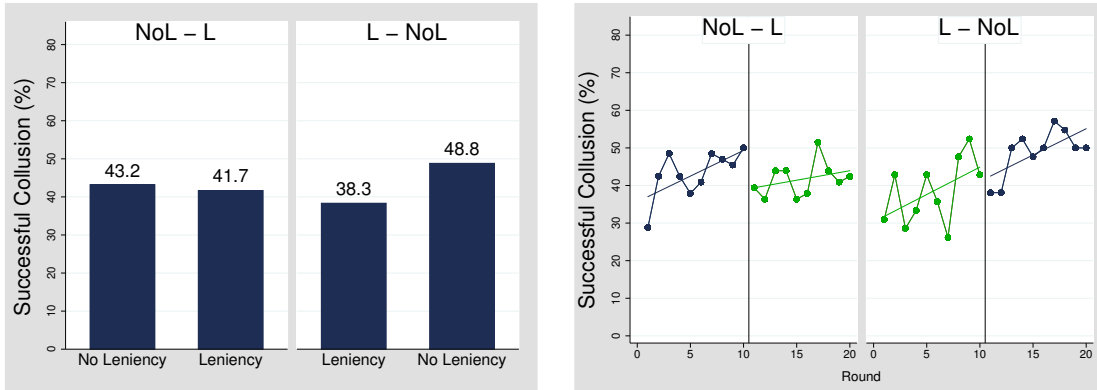 NoL – L
L – NoL
Successful Collusion (%)
80
70
60
50
40
30
20
10
0
43.2
41.7
38.3
48.8
No Leniency
Leniency
Leniency
No Leniency
NoL – L
L – NoL
Successful Collusion (%)
80
70
60
50
40
30
20
10
0
0 5 10 15 20
0 5 10 15 20
Round